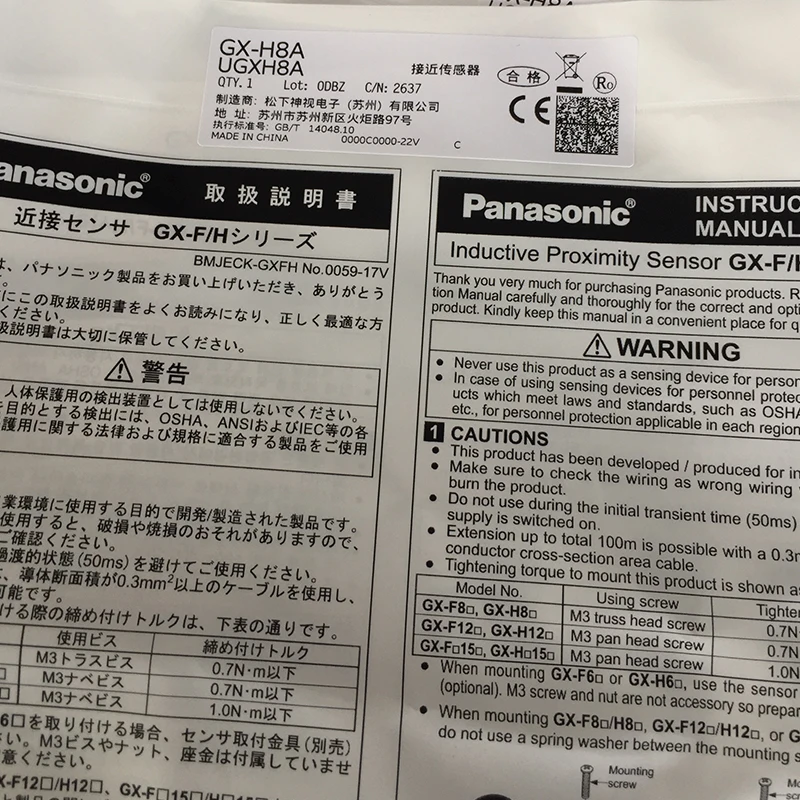 GX-H8A
UGXH8A
QTY.1 Lot: 0DBZ C/N: 2637
接近传感器
合格
制造商: 松下神视电子 (苏州) 有限公司
地 址: 苏州市苏州新区火炬路97号
执行标准号: GB/T 14048.10
MADE IN CHINA 0000C0000-22V C
CE
anasonic® 取扱説明書
近接センサ GX-F/Hシリーズ
BMJECK-GXFH No.0059-17V
は、パナソニック製品をお買い上げいただき、ありがとう
。
にこの取扱説明書をよくお読みになり、正しく最適な方
ください。
扱説明書は大切に保管してください。
警告
人体保護用の検出装置としては使用しないでください。
を目的とする検出には、OSHA、ANSIおよびIEC等の各
護用に関する法律および規格に適合する製品をご使用
業環境に使用する目的で開発/製造された製品です。
使用すると、破損や焼損のおそれがありますので、
ご確認ください。
過渡的状態(50ms)を避けてご使用ください。
、導体断面積が0.3mm²以上のケーブルを使用し、
可能です。
ける際の締め付けトルクは、下表の通りです。
使用ビス 締め付けトルク
M3トラスビス 0.7N·m以下
M3ナベビス 0.7N·m以下
M3ナベビス 1.0N·m以下
6□を取り付ける場合、センサ取付金具(別売)
い。M3ビスやナット、座金は付属していませ
意ください。
X-F12□/H12□、GX-F□15□/H□15□
Panasonic® INSTRUC
MANUAL
Inductive Proximity Sensor GX-F/H
Thank you very much for purchasing Panasonic products. R
tion Manual carefully and thoroughly for the correct and opti
product. Kindly keep this manual in a convenient place for q
WARNING
● Never use this product as a sensing device for person
● In case of using sensing devices for personnel protec
ucts which meet laws and standards, such as OSHA
etc., for personnel protection applicable in each region
1 CAUTIONS
● This product has been developed / produced for in
● Make sure to check the wiring as wrong wiring
burn the product.
● Do not use during the initial transient time (50ms)
supply is switched on.
● Extension up to total 100m is possible with a 0.3m
conductor cross-section area cable.
● Tightening torque to mount this product is shown as
Model No. Using screw Tighten
GX-F8□, GX-H8□ M3 truss head screw 0.7N
GX-F12□, GX-H12□ M3 pan head screw 0.7N
GX-F□15□, GX-H□15□ M3 pan head screw 1.0N
● When mounting GX-F6□ or GX-H6□, use the sensor
(optional). M3 screw and nut are not accessory so prepar
● When mounting GX-F8□/H8□, GX-F12□/H12□, or G
do not use a spring washer between the mounting s
Mounting
screw